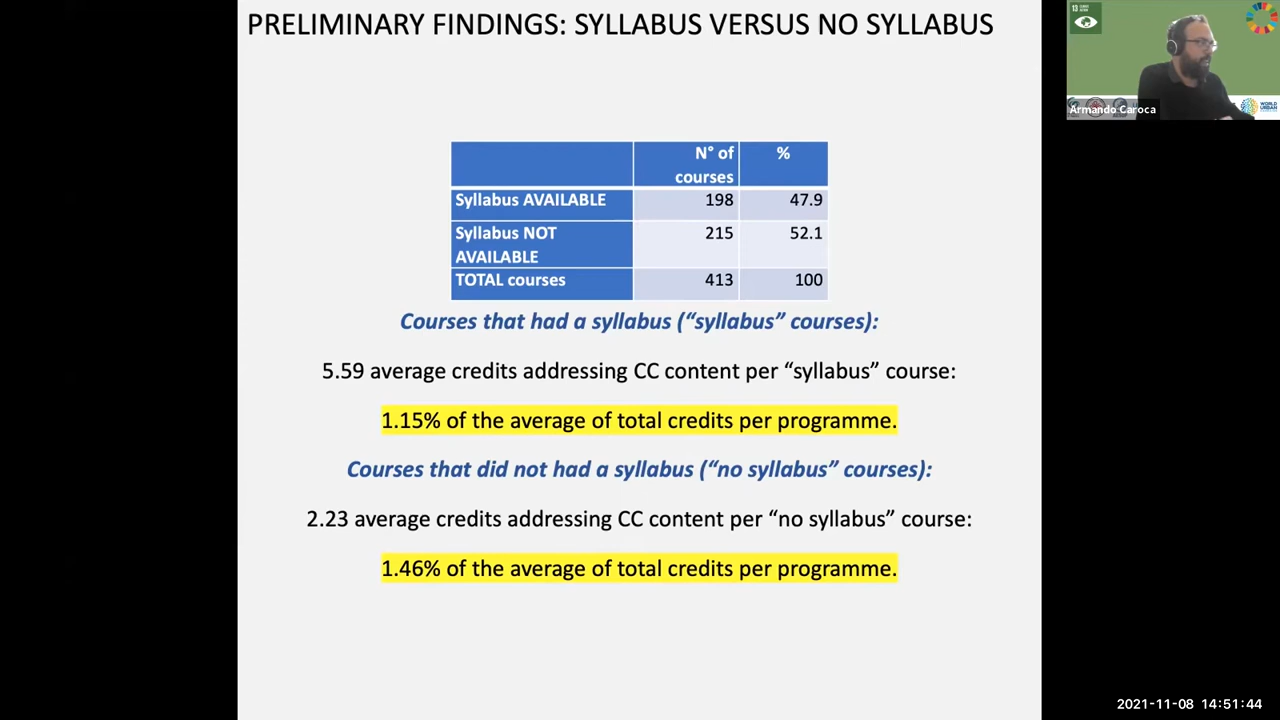 PRELIMINARY FINDINGS: SYLLABUS VERSUS NO SYLLABUS
N° of courses
%
Syllabus AVAILABLE 198 47.9
Syllabus NOT AVAILABLE 215 52.1
TOTAL courses 413 100
Courses that had a syllabus (“syllabus” courses):
5.59 average credits addressing CC content per “syllabus” course:
1.15% of the average of total credits per programme.
Courses that did not had a syllabus (“no syllabus” courses):
2.23 average credits addressing CC content per “no syllabus” course:
1.46% of the average of total credits per programme.
13
Armando Caroca
WORLD
URBAN
2021-11-08 14:51:44